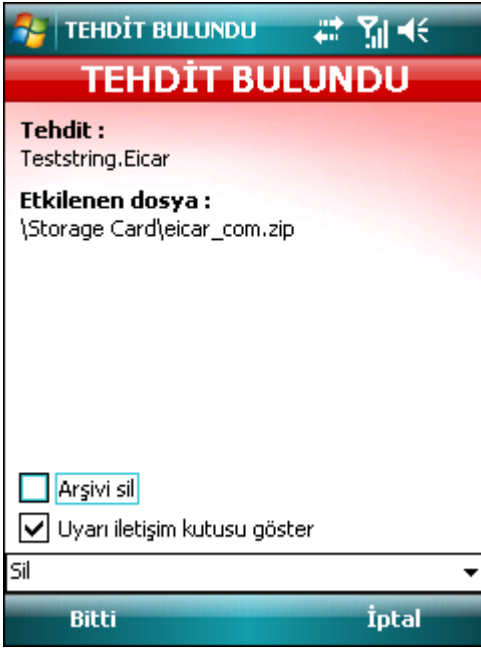 TEHDİT BULUNDU
TEHDİT BULUNDU
Tehdit :
Teststring.Eicar
Etkilenen dosya :
\Storage Card\eicar_com.zip
Arşivi sil
Uyarı iletişim kutusu göster
Sil
Bitti İptal